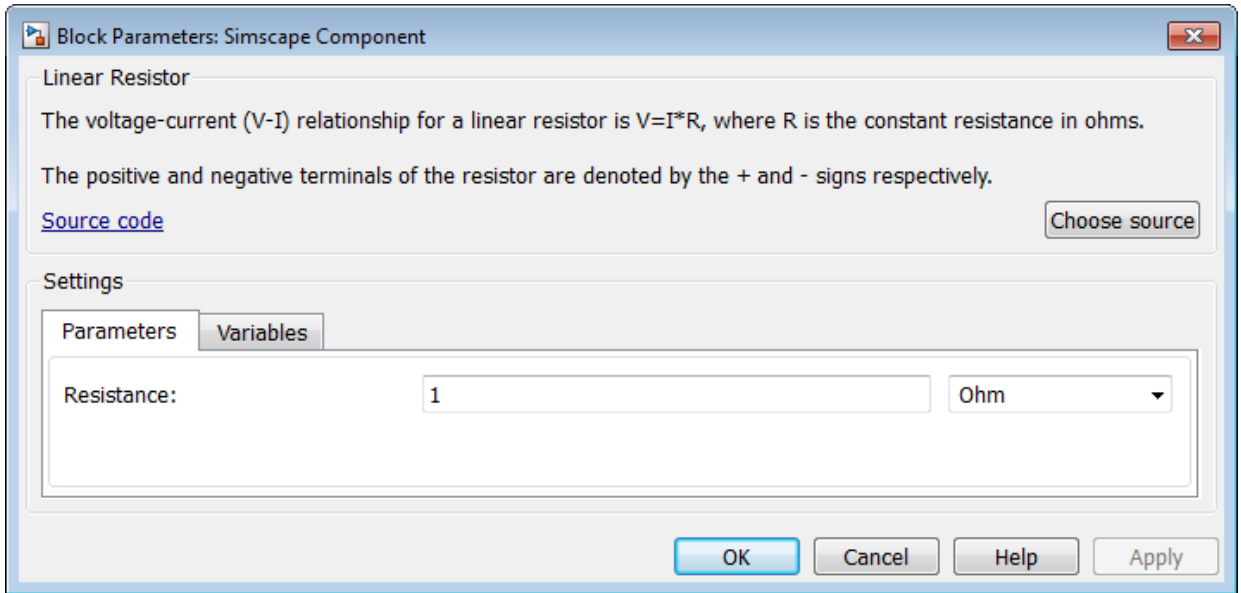 Block Parameters: Simscape Component
Linear Resistor
The voltage-current (V-I) relationship for a linear resistor is V=I*R, where R is the constant resistance in ohms.
The positive and negative terminals of the resistor are denoted by the + and - signs respectively.
Source code
Choose source
Settings
Parameters
Variables
Resistance:
1
Ohm
OK
Cancel
Help
Apply